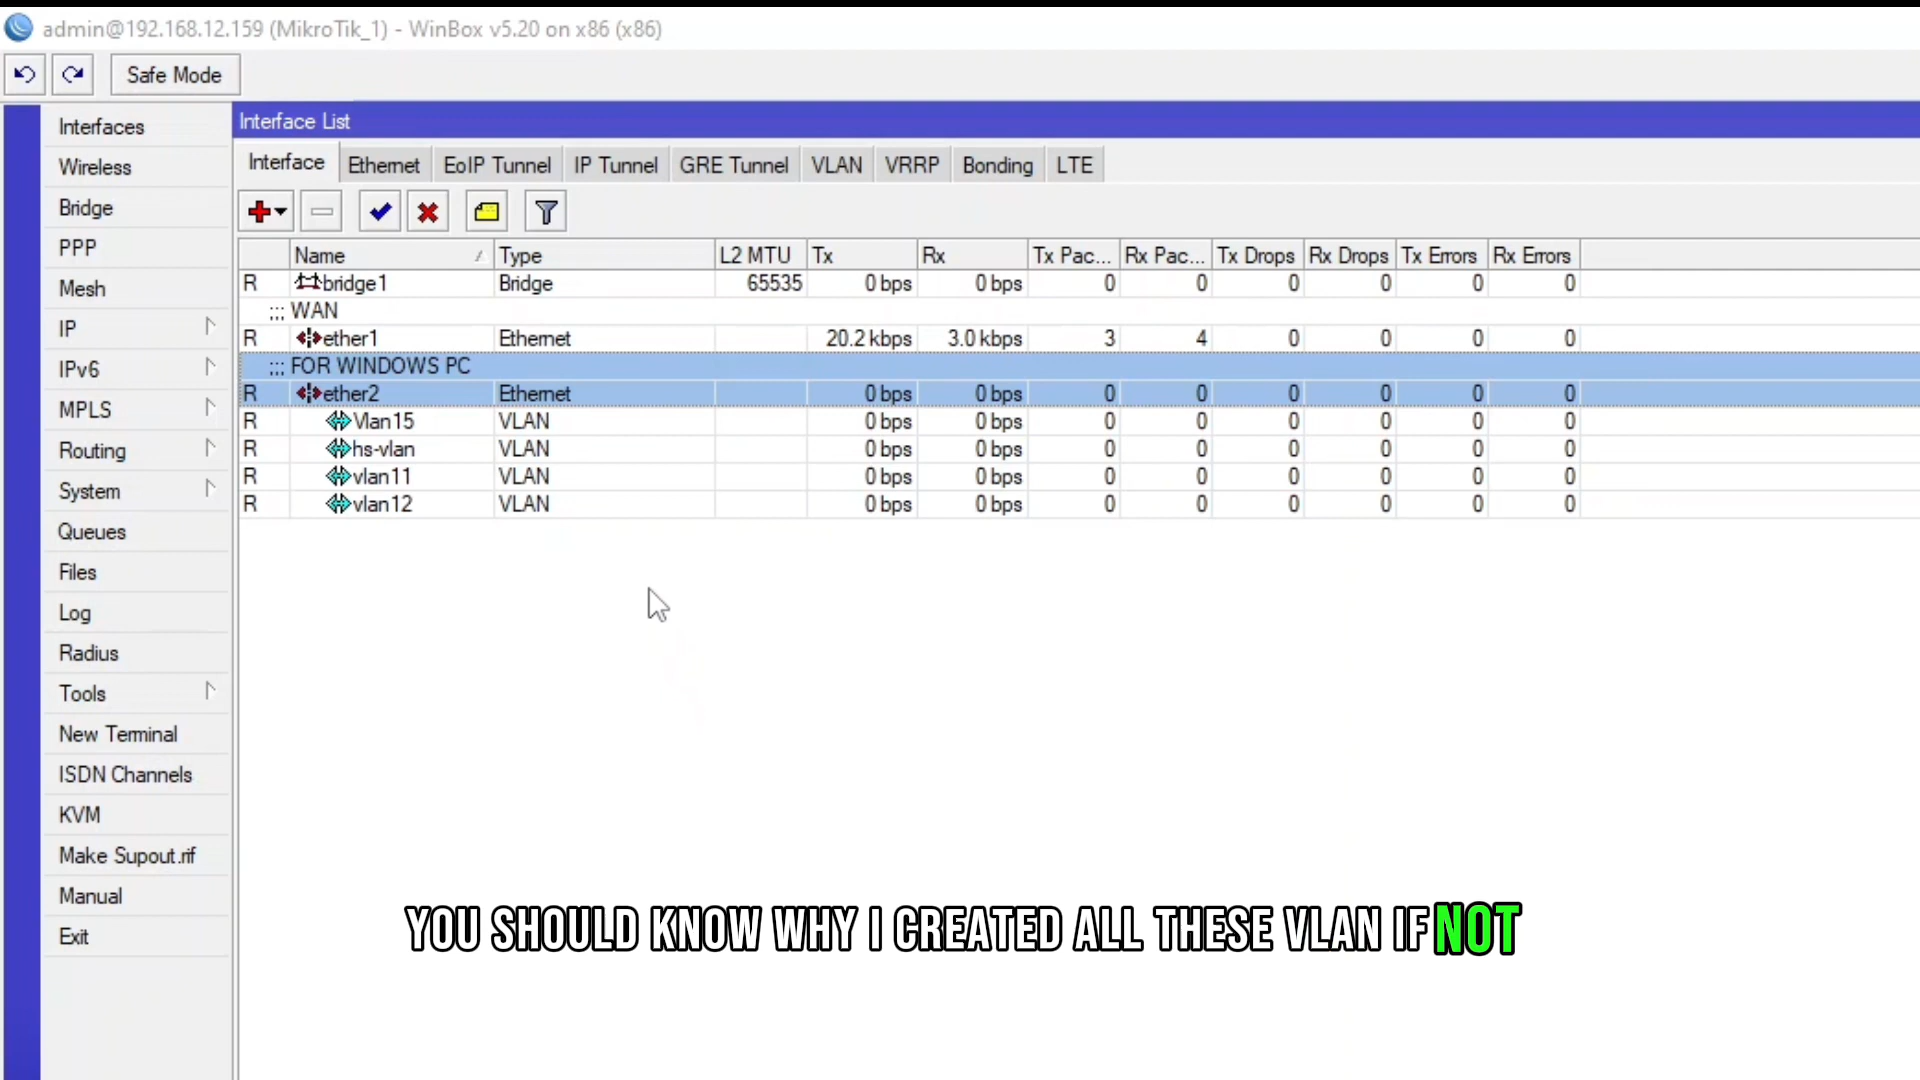 admin@192.168.12.159 (MikroTik_1) - WinBox v5.20 on x86 (x86)
Safe Mode
Interfaces
Wireless
Bridge
PPP
Mesh
IP
IPv6
MPLS
Routing
System
Queues
Files
Log
Radius
Tools
New Terminal
ISDN Channels
KVM
Make Supout.rif
Manual
Exit
Interface List
Interface Ethernet EoIP Tunnel IP Tunnel GRE Tunnel VLAN VRRP Bonding LTE
Name Type L2 MTU Tx Rx Tx Pac... Rx Pac... Tx Drops Rx Drops Tx Errors Rx Errors
R bridge1 Bridge 65535 0 bps 0 bps 0 0 0 0 0 0
;;; WAN
R ether1 Ethernet 20.2 kbps 3.0 kbps 3 4 0 0 0 0
;;; FOR WINDOWS PC
R ether2 Ethernet 0 bps 0 bps 0 0 0 0 0 0
R Vlan15 VLAN 0 bps 0 bps 0 0 0 0 0 0
R hs-vlan VLAN 0 bps 0 bps 0 0 0 0 0 0
R vlan11 VLAN 0 bps 0 bps 0 0 0 0 0 0
R vlan12 VLAN 0 bps 0 bps 0 0 0 0 0 0
YOU SHOULD KNOW WHY I CREATED ALL THESE VLAN IF NOT